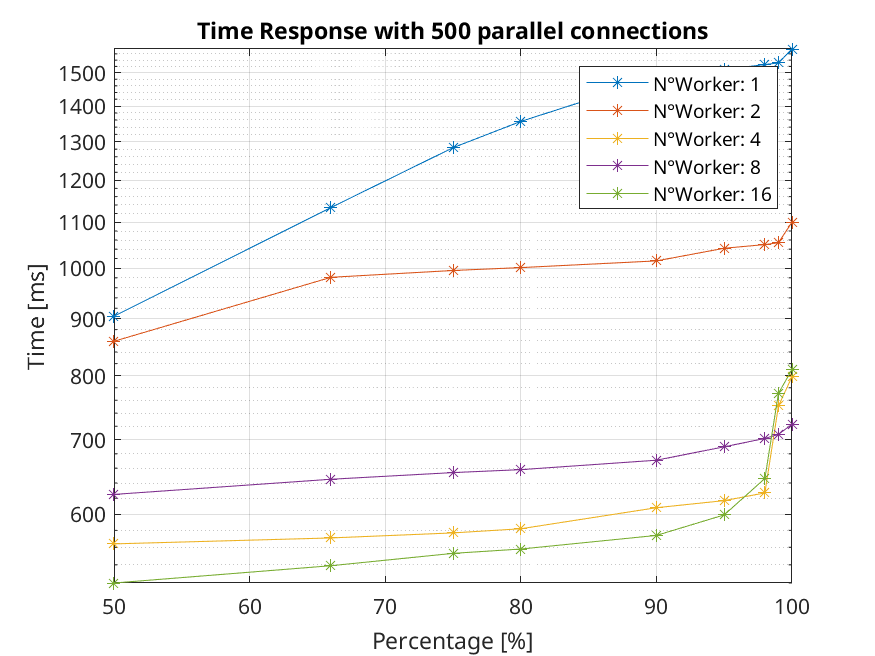 Time Response with 500 parallel connections
1500
1400
1300
1200
1100
1000
900
800
700
600
Time [ms]
N°Worker: 1
N°Worker: 2
N°Worker: 4
N°Worker: 8
N°Worker: 16
50
60
70
80
90
100
Percentage [%]